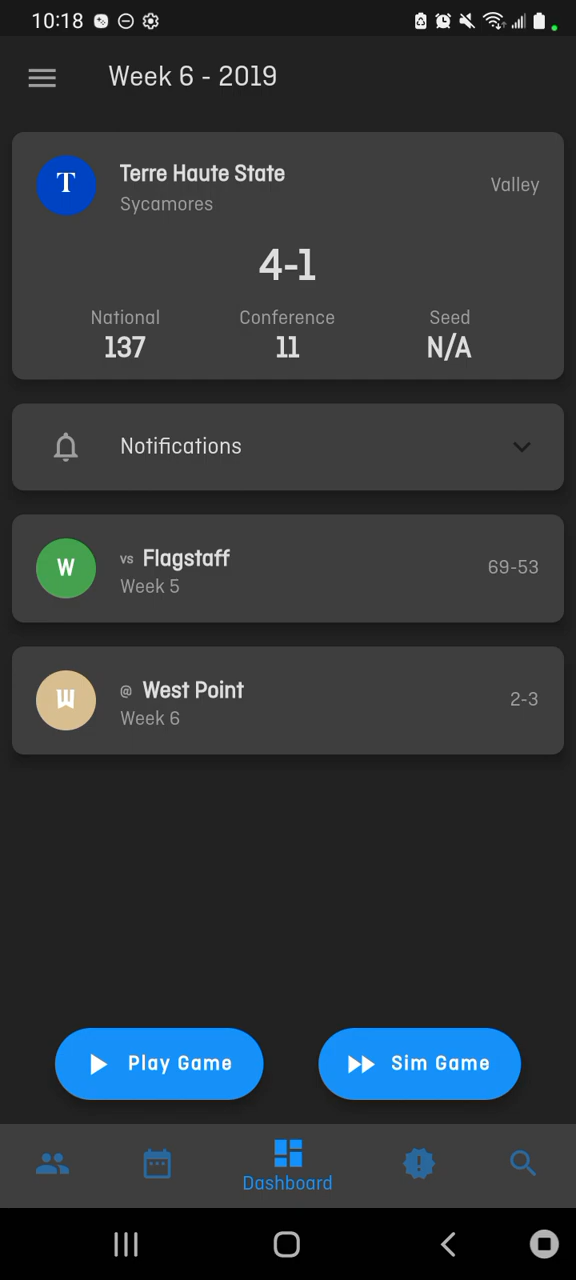 10:18
Week 6 - 2019
T
Terre Haute State
Sycamores
Valley
4-1
National
Conference
Seed
137
11
N/A
Notifications
W
vs Flagstaff
Week 5
69-53
W
@ West Point
Week 6
2-3
Play Game
Sim Game
Dashboard